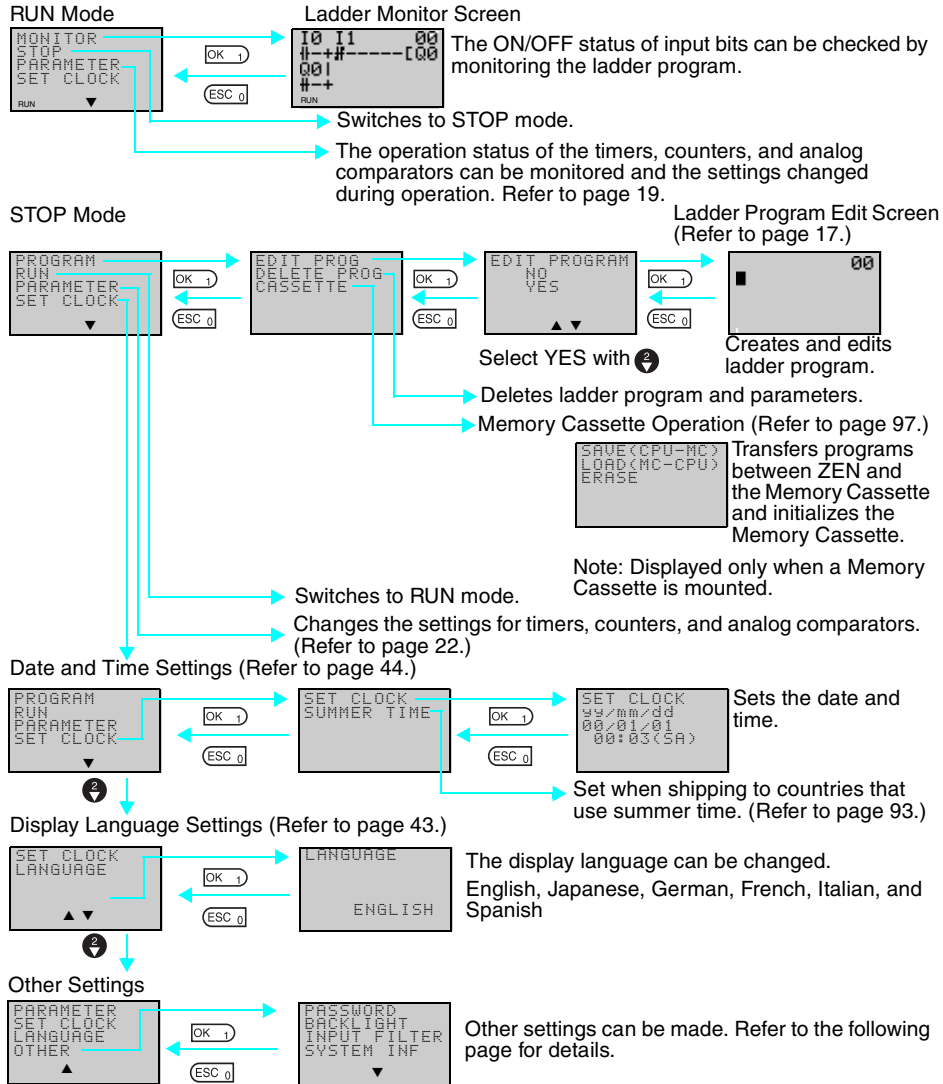 RUN Mode
Ladder Monitor Screen
MONITOR
STOP
PARAMETER
SET CLOCK
RUN ▼
OK 1
ESC 0
I0 I1 00
Q0
Q0
RUN
The ON/OFF status of input bits can be checked by
monitoring the ladder program.
Switches to STOP mode.
The operation status of the timers, counters, and analog
comparators can be monitored and the settings changed
during operation. Refer to page 19.
STOP Mode
Ladder Program Edit Screen
(Refer to page 17.)
PROGRAM
RUN
PARAMETER
SET CLOCK
▼
OK 1
ESC 0
EDIT PROG
DELETE PROG
CASSETTE
OK 1
ESC 0
EDIT PROGRAM
NO
YES
▲ ▼
OK 1
ESC 0
00
Select YES with 2
Creates and edits
ladder program.
Deletes ladder program and parameters.
Memory Cassette Operation (Refer to page 97.)
SAVE(CPU-MC)
LOAD(MC-CPU)
ERASE
Transfers programs
between ZEN and
the Memory Cassette
and initializes the
Memory Cassette.
Note: Displayed only when a Memory
Cassette is mounted.
Switches to RUN mode.
Changes the settings for timers, counters, and analog comparators.
(Refer to page 22.)
Date and Time Settings (Refer to page 44.)
PROGRAM
RUN
PARAMETER
SET CLOCK
▼
OK 1
ESC 0
SET CLOCK
SUMMER TIME
OK 1
ESC 0
SET CLOCK
yy/mm/dd
00/01/01
00:03(SA)
Sets the date and
time.
2
Set when shipping to countries that
use summer time. (Refer to page 93.)
Display Language Settings (Refer to page 43.)
SET CLOCK
LANGUAGE
▲ ▼
OK 1
ESC 0
LANGUAGE
ENGLISH
The display language can be changed.
English, Japanese, German, French, Italian, and
Spanish
2
Other Settings
PARAMETER
SET CLOCK
LANGUAGE
OTHER
▲
OK 1
ESC 0
PASSWORD
BACKLIGHT
INPUT FILTER
SYSTEM INF
▼
Other settings can be made. Refer to the following
page for details.